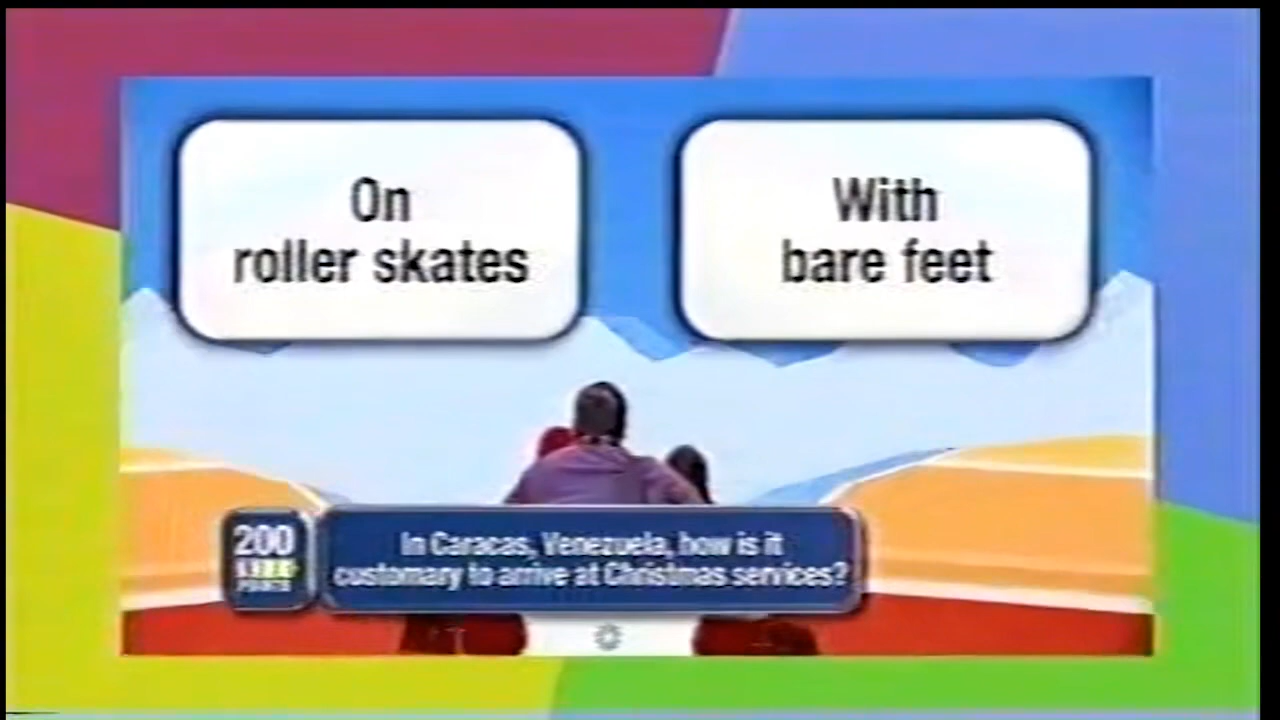 On
roller skates
With
bare feet
200
In Caracas, Venezuela, how is it
customary to arrive at Christmas services?